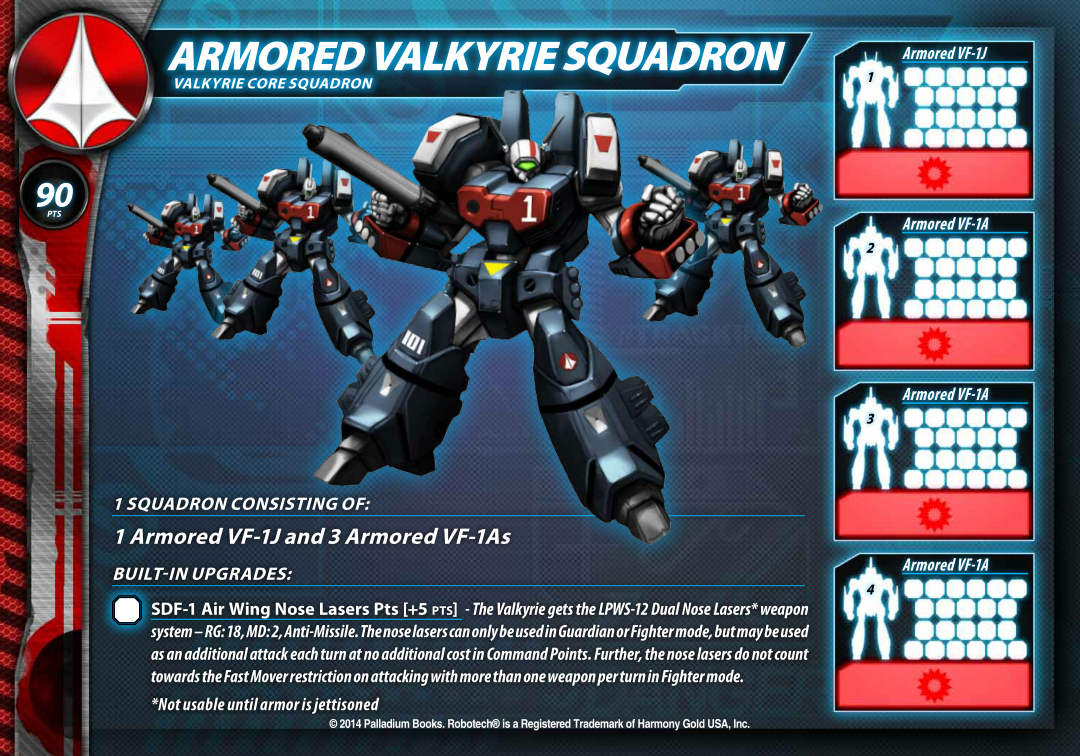 ARMORED VALKYRIE SQUADRON
VALKYRIE CORE SQUADRON
90
PTS
1
1
1
1
101
101
101
1 SQUADRON CONSISTING OF:
1 Armored VF-1J and 3 Armored VF-1As
BUILT-IN UPGRADES:
SDF-1 Air Wing Nose Lasers Pts [+5 PTS] - The Valkyrie gets the LPWS-12 Dual Nose Lasers* weapon
system – RG: 18, MD: 2, Anti-Missile. The nose lasers can only be used in Guardian or Fighter mode, but may be used
as an additional attack each turn at no additional cost in Command Points. Further, the nose lasers do not count
towards the Fast Mover restriction on attacking with more than one weapon per turn in Fighter mode.
*Not usable until armor is jettisoned
© 2014 Palladium Books. Robotech® is a Registered Trademark of Harmony Gold USA, Inc.
Armored VF-1J
1
Armored VF-1A
2
Armored VF-1A
3
Armored VF-1A
4